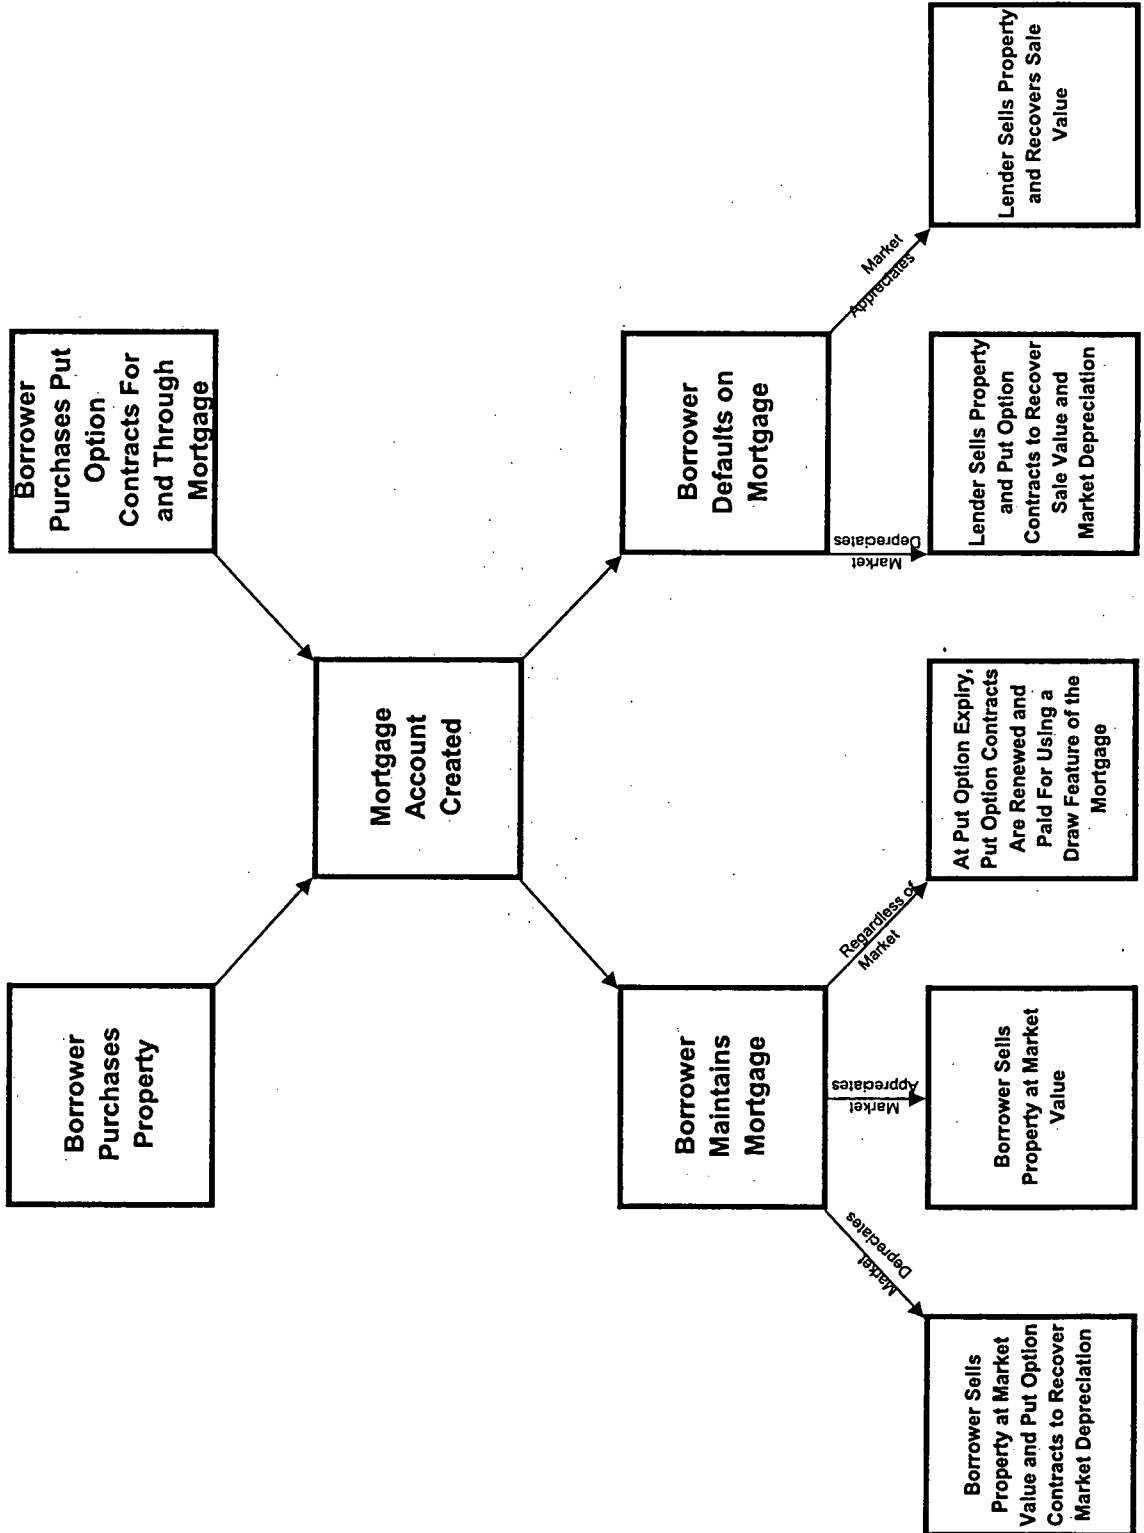 Borrower
Purchases
Property
Borrower
Purchases Put
Option
Contracts For
and Through
Mortgage
Mortgage
Account
Created
Borrower
Maintains
Mortgage
Borrower
Defaults on
Mortgage
Market
Depreciates
Market
Appreciates
Regardless of
Market
Market
Depreciates
Market
Appreciates
Borrower Sells
Property at Market
Value and Put Option
Contracts to Recover
Market Depreciation
Borrower Sells
Property at Market
Value
At Put Option Expiry,
Put Option Contracts
Are Renewed and
Paid For Using a
Draw Feature of the
Mortgage
Lender Sells Property
and Put Option
Contracts to Recover
Sale Value and
Market Depreciation
Lender Sells Property
and Recovers Sale
Value